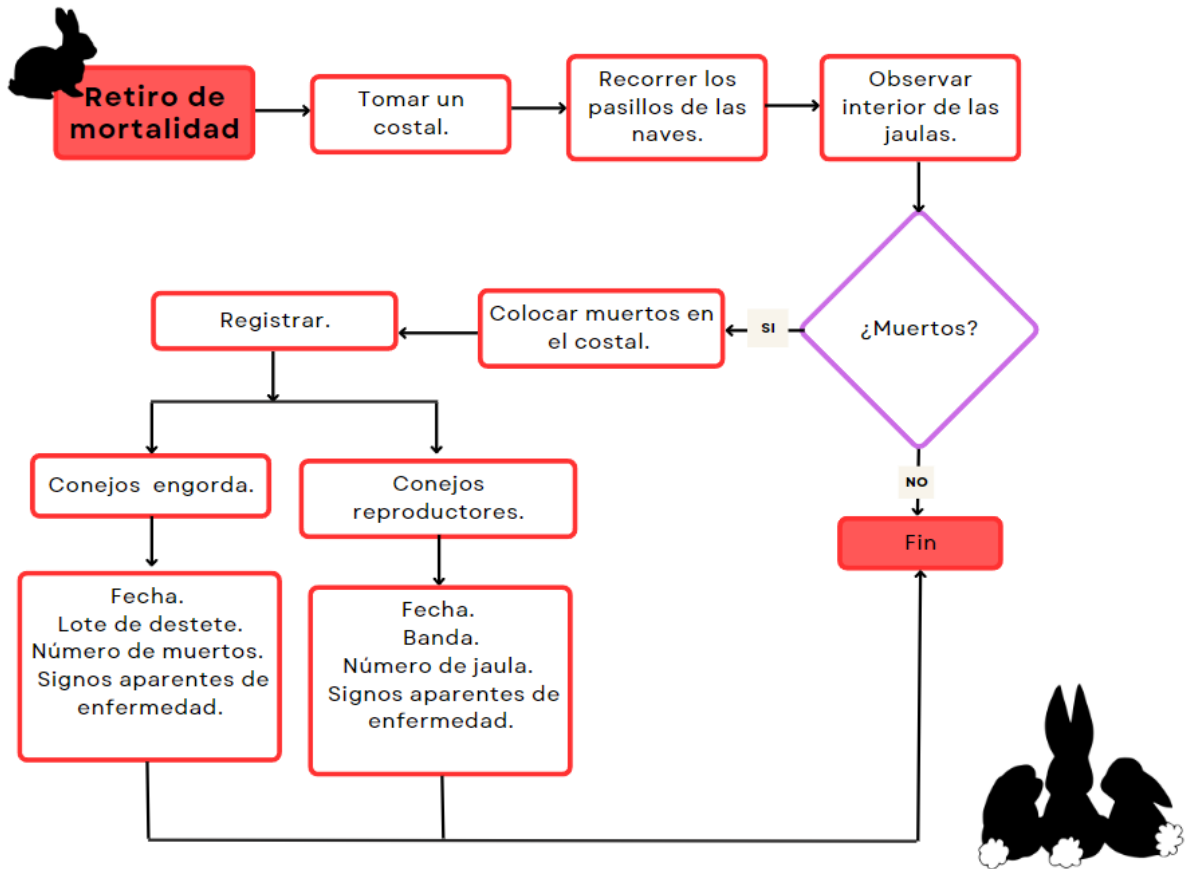 Retiro de
mortalidad
Tomar un
costal.
Recorrer los
pasillos de las
naves.
Observar
interior de las
jaulas.
¿Muertos?
SI
Colocar muertos en
el costal.
Registrar.
NO
Fin
Conejos engorda.
Conejos
reproductores.
Fecha.
Lote de destete.
Número de muertos.
Signos aparentes de
enfermedad.
Fecha.
Banda.
Número de jaula.
Signos aparentes de
enfermedad.